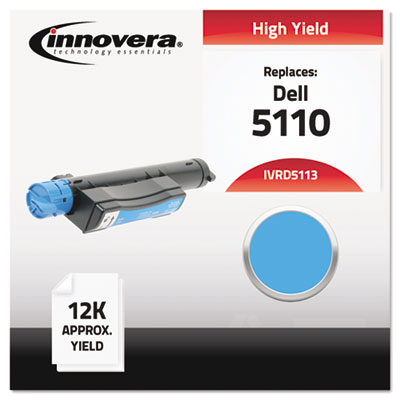 innovera®
technology essentials
High Yield
Replaces:
Dell
5110
IVRD5113
12K
APPROX.
YIELD